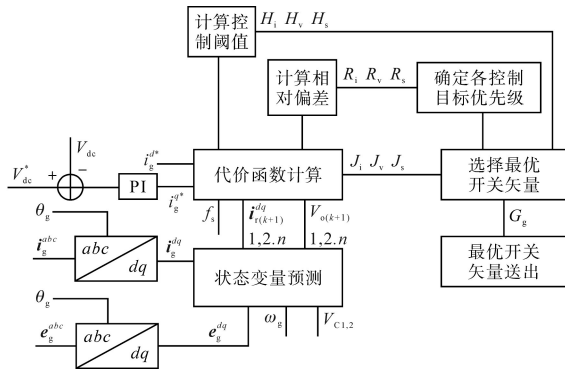 计算控
制阈值
H_i H_v H_s
计算相
对偏差
R_i R_v R_s
确定各控制
目标优先级
V_dc
V_dc^* + −
PI
i_g^{d*}
i_g^{q*}
代价函数计算
J_i J_v J_s
选择最优
开关矢量
θ_g
f_s
i_{r(k+1)}^{dq}
V_{o(k+1)}
G_g
i_g^{abc}
abc
dq
i_g^{dq}
1,2.n
1,2.n
状态变量预测
最优开关
矢量送出
θ_g
e_g^{abc}
abc
dq
e_g^{dq}
ω_g
V_{C1,2}